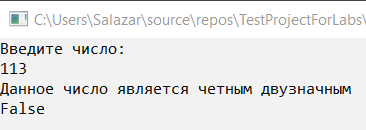 C:\Users\Salazar\source\repos\TestProjectForLabs\
Введите число:
113
Данное число является четным двузначным
False